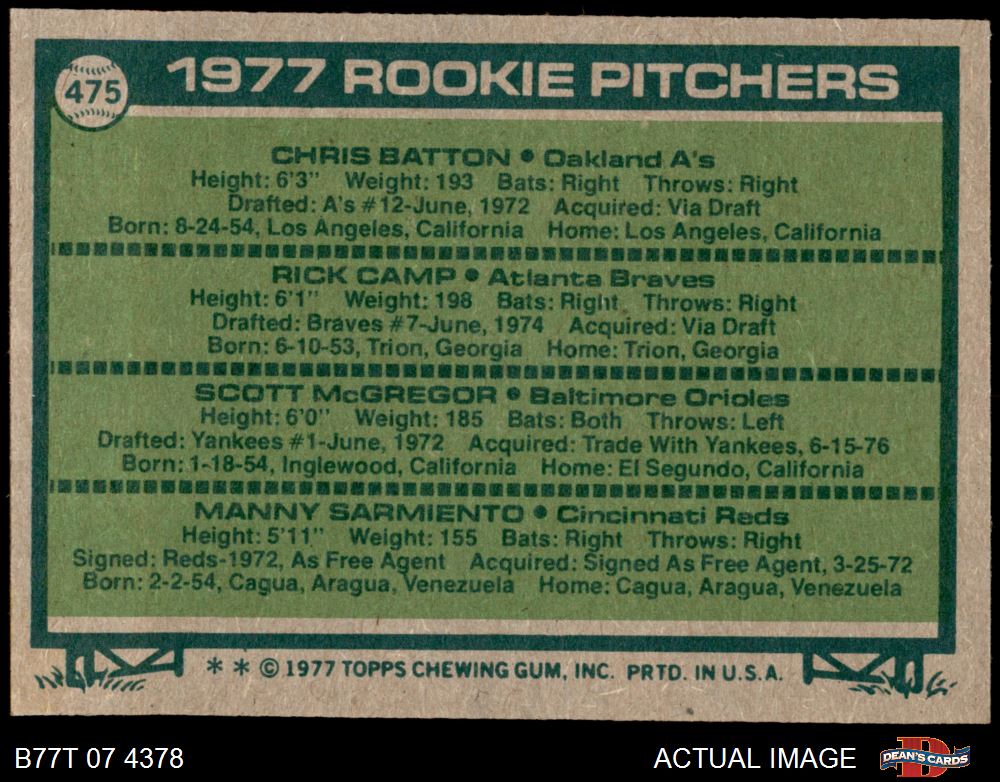 475
1977 ROOKIE PITCHERS
CHRIS BATTON • Oakland A's
Height: 6'3" Weight: 193 Bats: Right Throws: Right
Drafted: A's #12-June, 1972 Acquired: Via Draft
Born: 8-24-54, Los Angeles, California Home: Los Angeles, California
RICK CAMP • Atlanta Braves
Height: 6'1" Weight: 198 Bats: Right Throws: Right
Drafted: Braves #7-June, 1974 Acquired: Via Draft
Born: 6-10-53, Trion, Georgia Home: Trion, Georgia
SCOTT McGREGOR • Baltimore Orioles
Height: 6'0" Weight: 185 Bats: Both Throws: Left
Drafted: Yankees #1-June, 1972 Acquired: Trade With Yankees, 6-15-76
Born: 1-18-54, Inglewood, California Home: El Segundo, California
MANNY SARMIENTO • Cincinnati Reds
Height: 5'11" Weight: 155 Bats: Right Throws: Right
Signed: Reds-1972, As Free Agent Acquired: Signed As Free Agent, 3-25-72
Born: 2-2-54, Cagua, Aragua, Venezuela Home: Cagua, Aragua, Venezuela
* * © 1977 TOPPS CHEWING GUM, INC. PRTD. IN U.S.A.
B77T 07 4378 ACTUAL IMAGE
DEAN'S CARDS